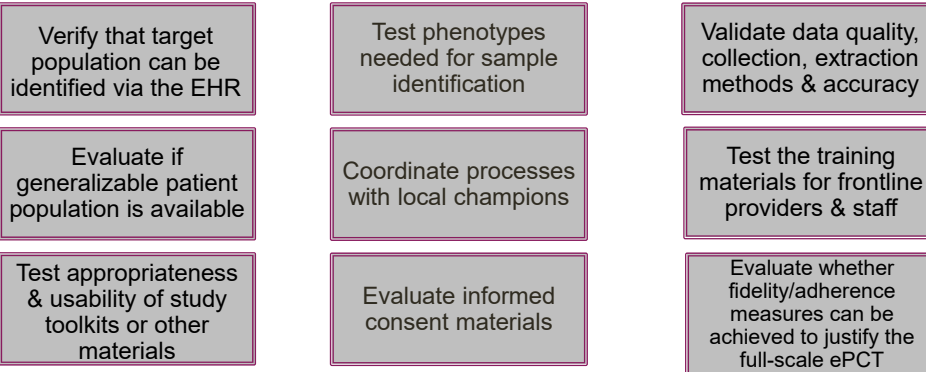 Verify that target
population can be
identified via the EHR
Test phenotypes
needed for sample
identification
Validate data quality,
collection, extraction
methods & accuracy
Evaluate if
generalizable patient
population is available
Coordinate processes
with local champions
Test the training
materials for frontline
providers & staff
Test appropriateness
& usability of study
toolkits or other
materials
Evaluate informed
consent materials
Evaluate whether
fidelity/adherence
measures can be
achieved to justify the
full-scale ePCT